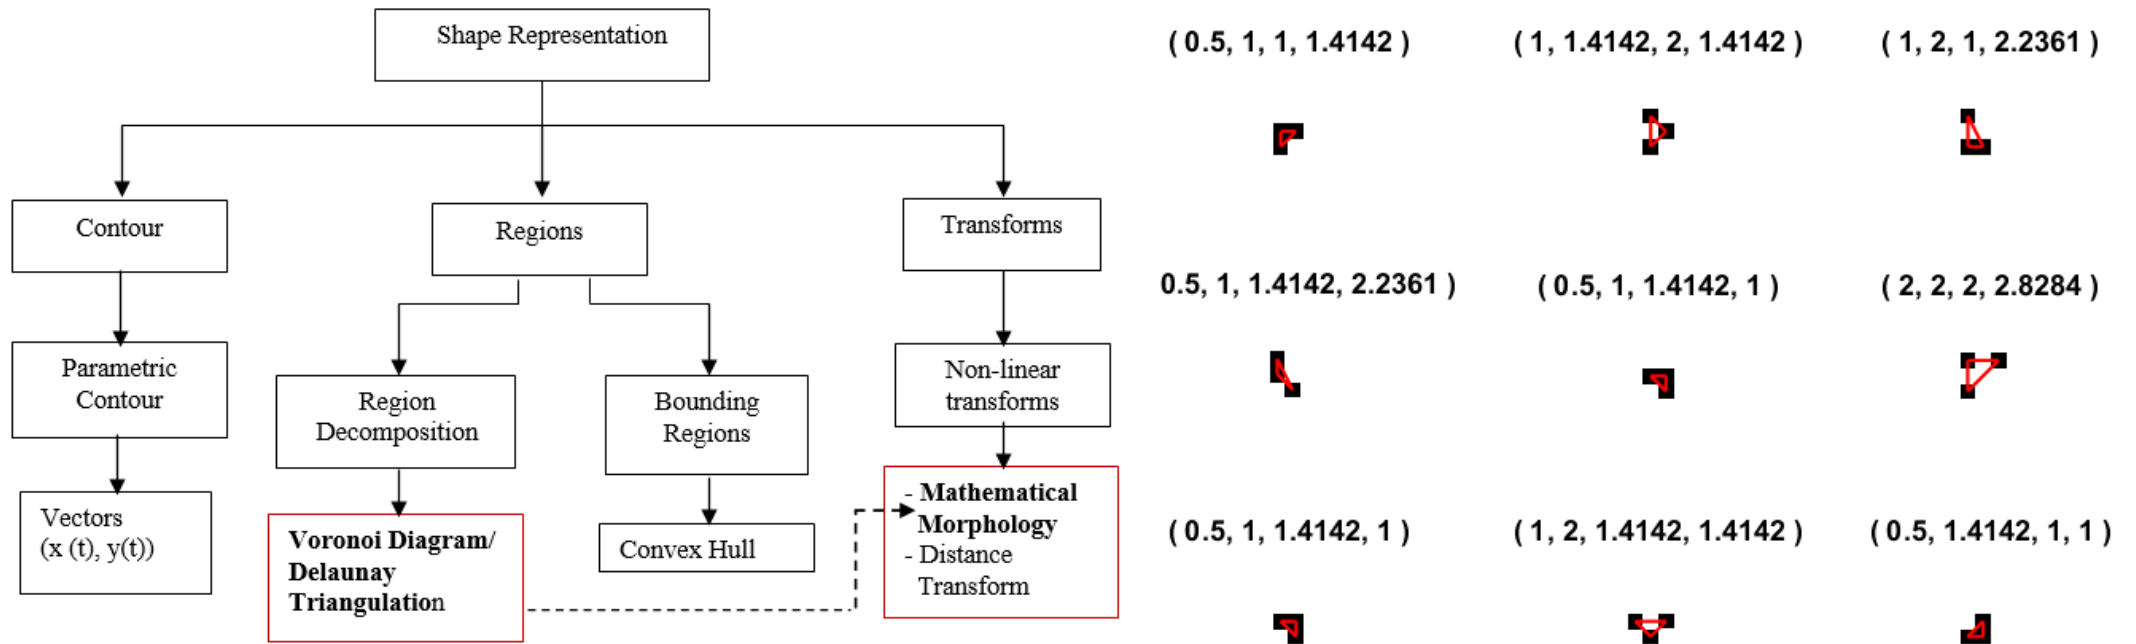 Shape Representation
Contour
Regions
Transforms
Parametric
Contour
Region
Decomposition
Bounding
Regions
Non-linear
transforms
Vectors
(x (t), y(t))
Voronoi Diagram/
Delaunay
Triangulation
Convex Hull
- Mathematical
Morphology
- Distance
Transform
( 0.5, 1, 1, 1.4142 )
( 1, 1.4142, 2, 1.4142 )
( 1, 2, 1, 2.2361 )
0.5, 1, 1.4142, 2.2361 )
( 0.5, 1, 1.4142, 1 )
( 2, 2, 2, 2.8284 )
( 0.5, 1, 1.4142, 1 )
( 1, 2, 1.4142, 1.4142 )
( 0.5, 1.4142, 1, 1 )